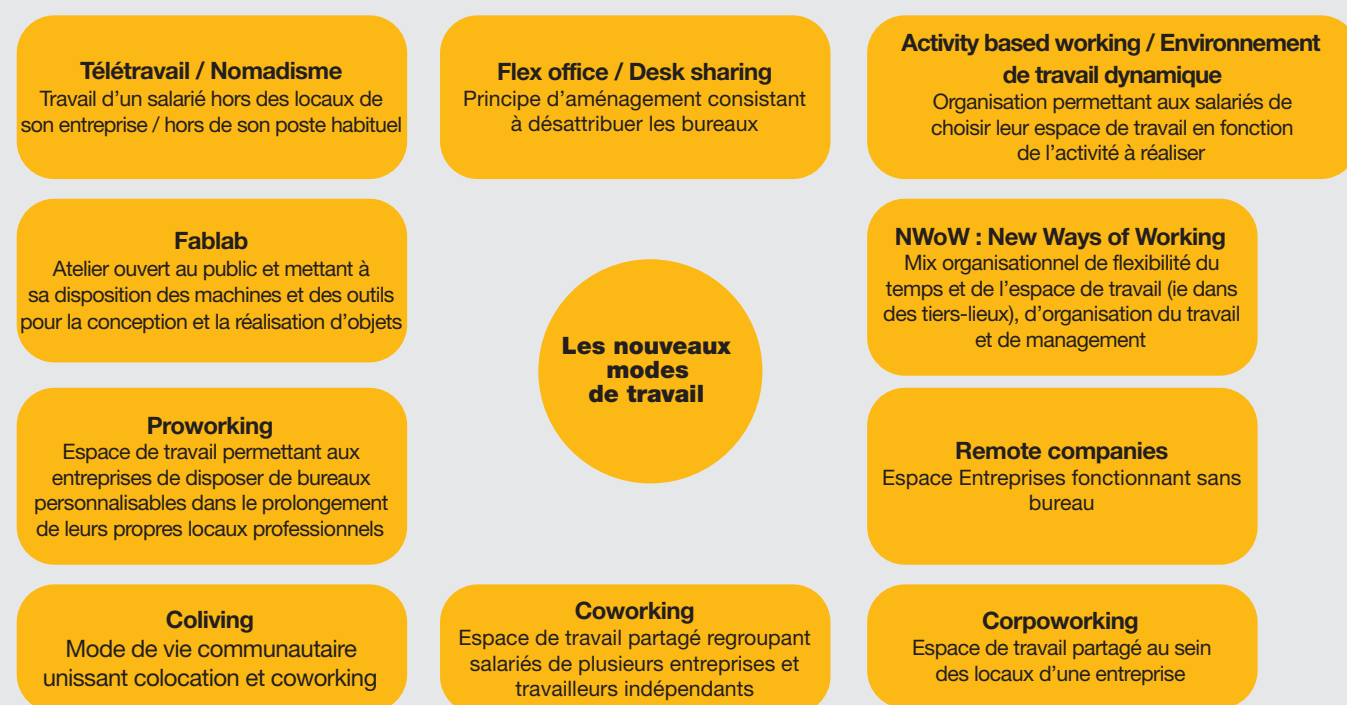 Télétravail / Nomadisme
Travail d'un salarié hors des locaux de
son entreprise / hors de son poste habituel
Flex office / Desk sharing
Principe d'aménagement consistant
à désattribuer les bureaux
Activity based working / Environnement
de travail dynamique
Organisation permettant aux salariés de
choisir leur espace de travail en fonction
de l'activité à réaliser
Fablab
Atelier ouvert au public et mettant à
sa disposition des machines et des outils
pour la conception et la réalisation d'objets
Les nouveaux
modes
de travail
NWoW : New Ways of Working
Mix organisationnel de flexibilité du
temps et de l'espace de travail (ie dans
des tiers-lieux), d'organisation du travail
et de management
Proworking
Espace de travail permettant aux
entreprises de disposer de bureaux
personnalisables dans le prolongement
de leurs propres locaux professionnels
Remote companies
Espace Entreprises fonctionnant sans
bureau
Coliving
Mode de vie communautaire
unissant colocation et coworking
Coworking
Espace de travail partagé regroupant
salariés de plusieurs entreprises et
travailleurs indépendants
Corpoworking
Espace de travail partagé au sein
des locaux d'une entreprise